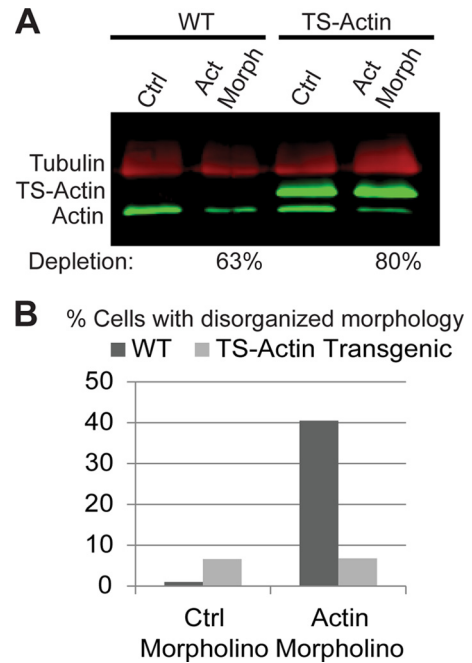 A
WT TS-Actin
Ctrl Act Morph Ctrl Act Morph
Tubulin
TS-Actin
Actin
Depletion: 63% 80%
B % Cells with disorganized morphology
WT TS-Actin Transgenic
50
40
30
20
10
0
Ctrl Actin
Morpholino Morpholino